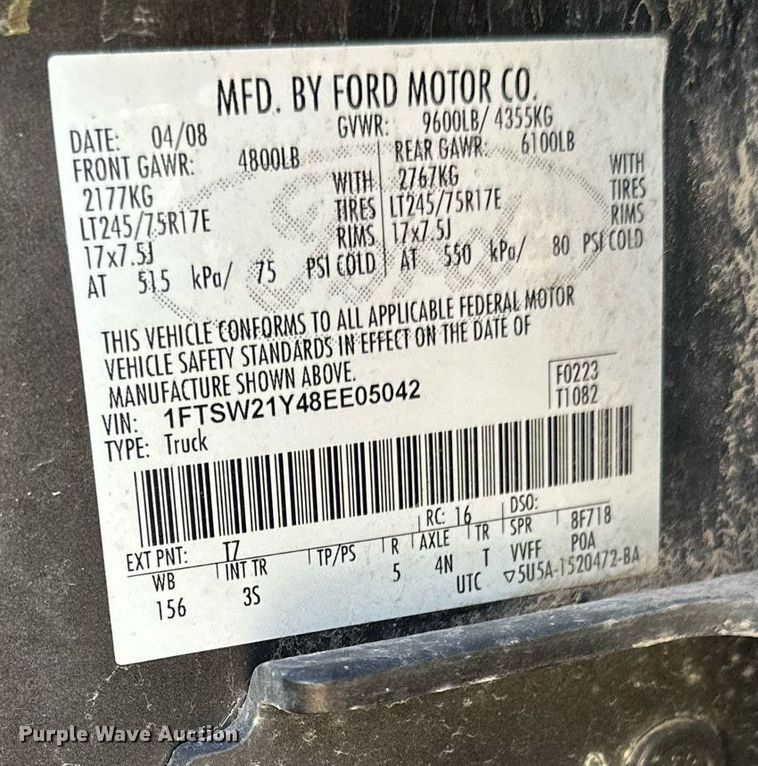 MFD. BY FORD MOTOR CO.
DATE: 04/08 GVWR: 9600LB/ 4355KG
FRONT GAWR: 4800LB REAR GAWR: 6100LB
2177KG WITH 2767KG WITH
LT245/75R17E TIRES LT245/75R17E TIRES
17x7.5J RIMS 17x7.5J RIMS
AT 515 kPa/ 75 PSI COLD AT 550 kPa/ 80 PSI COLD
THIS VEHICLE CONFORMS TO ALL APPLICABLE FEDERAL MOTOR
VEHICLE SAFETY STANDARDS IN EFFECT ON THE DATE OF
MANUFACTURE SHOWN ABOVE.
VIN: 1FTSW21Y48EE05042 F0223
TYPE: Truck T1082
EXT PNT: T7 RC: 16 DSO:
WB INT TR TP/PS R AXLE TR SPR 8F718
156 3S 5 4N T VVFF POA
UTC ▽5U5A-1520472-BA
Purple Wave Auction